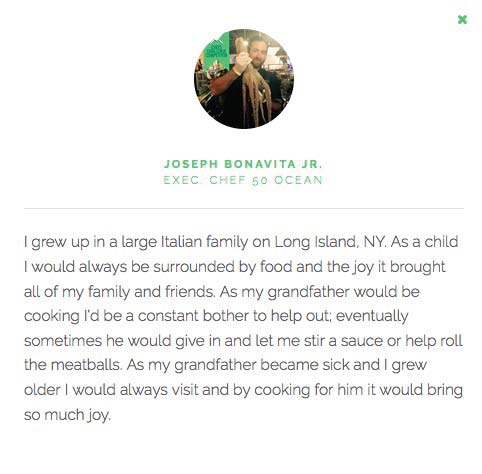 JOSEPH BONAVITA JR.
EXEC. CHEF 50 OCEAN
I grew up in a large Italian family on Long Island, NY. As a child
I would always be surrounded by food and the joy it brought
all of my family and friends. As my grandfather would be
cooking I'd be a constant bother to help out; eventually
sometimes he would give in and let me stir a sauce or help roll
the meatballs. As my grandfather became sick and I grew
older I would always visit and by cooking for him it would bring
so much joy.